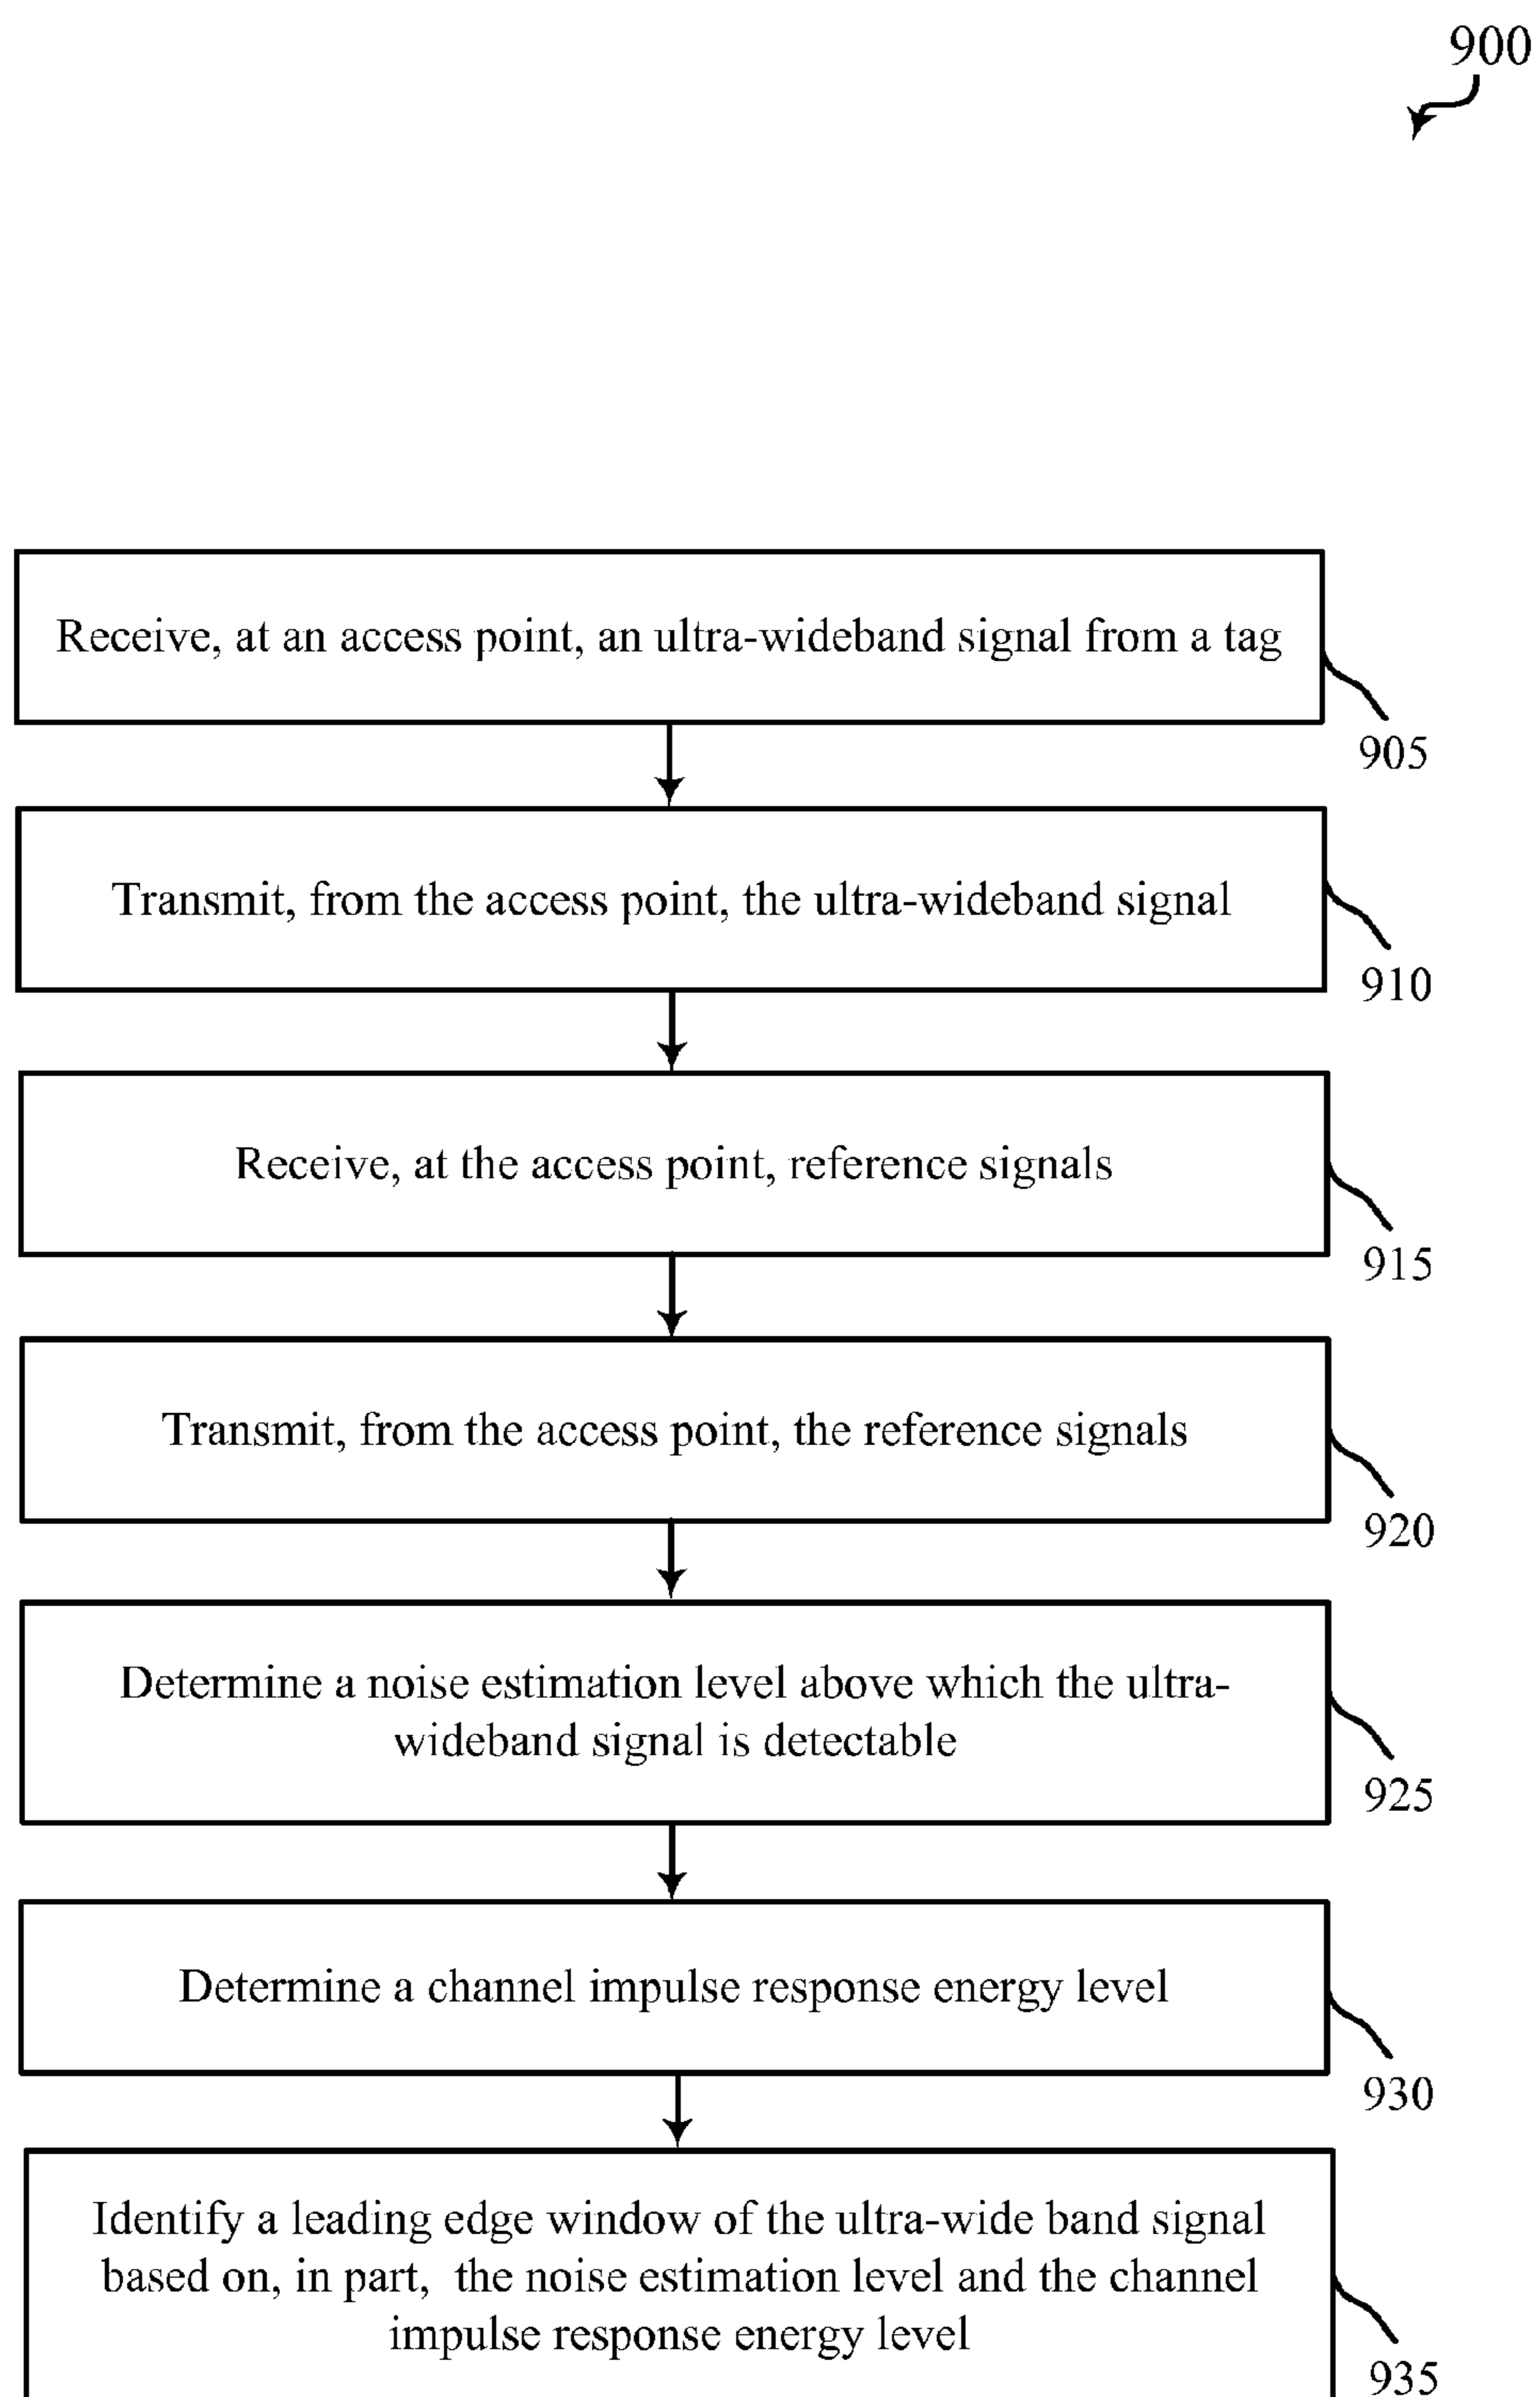 900
Receive, at an access point, an ultra-wideband signal from a tag
905
Transmit, from the access point, the ultra-wideband signal
910
Receive, at the access point, reference signals
915
Transmit, from the access point, the reference signals
920
Determine a noise estimation level above which the ultra-
wideband signal is detectable
925
Determine a channel impulse response energy level
930
Identify a leading edge window of the ultra-wide band signal
based on, in part, the noise estimation level and the channel
impulse response energy level
935